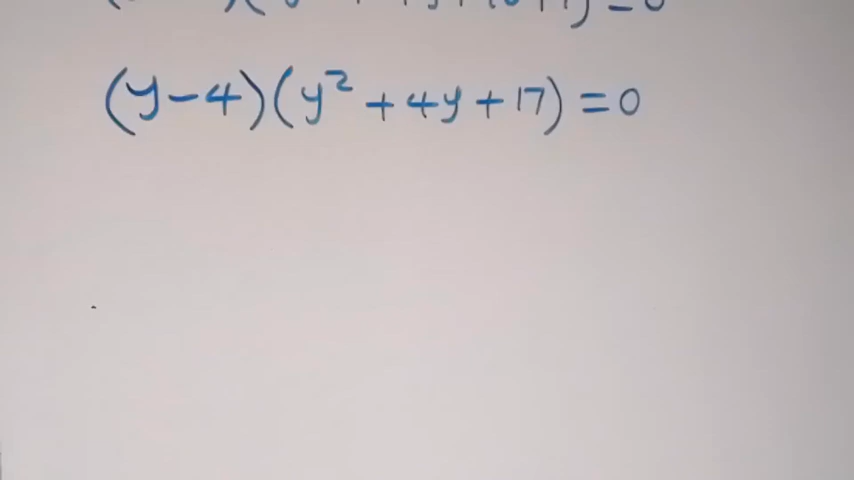 (y-4)(y² + 4y + 17) = 0